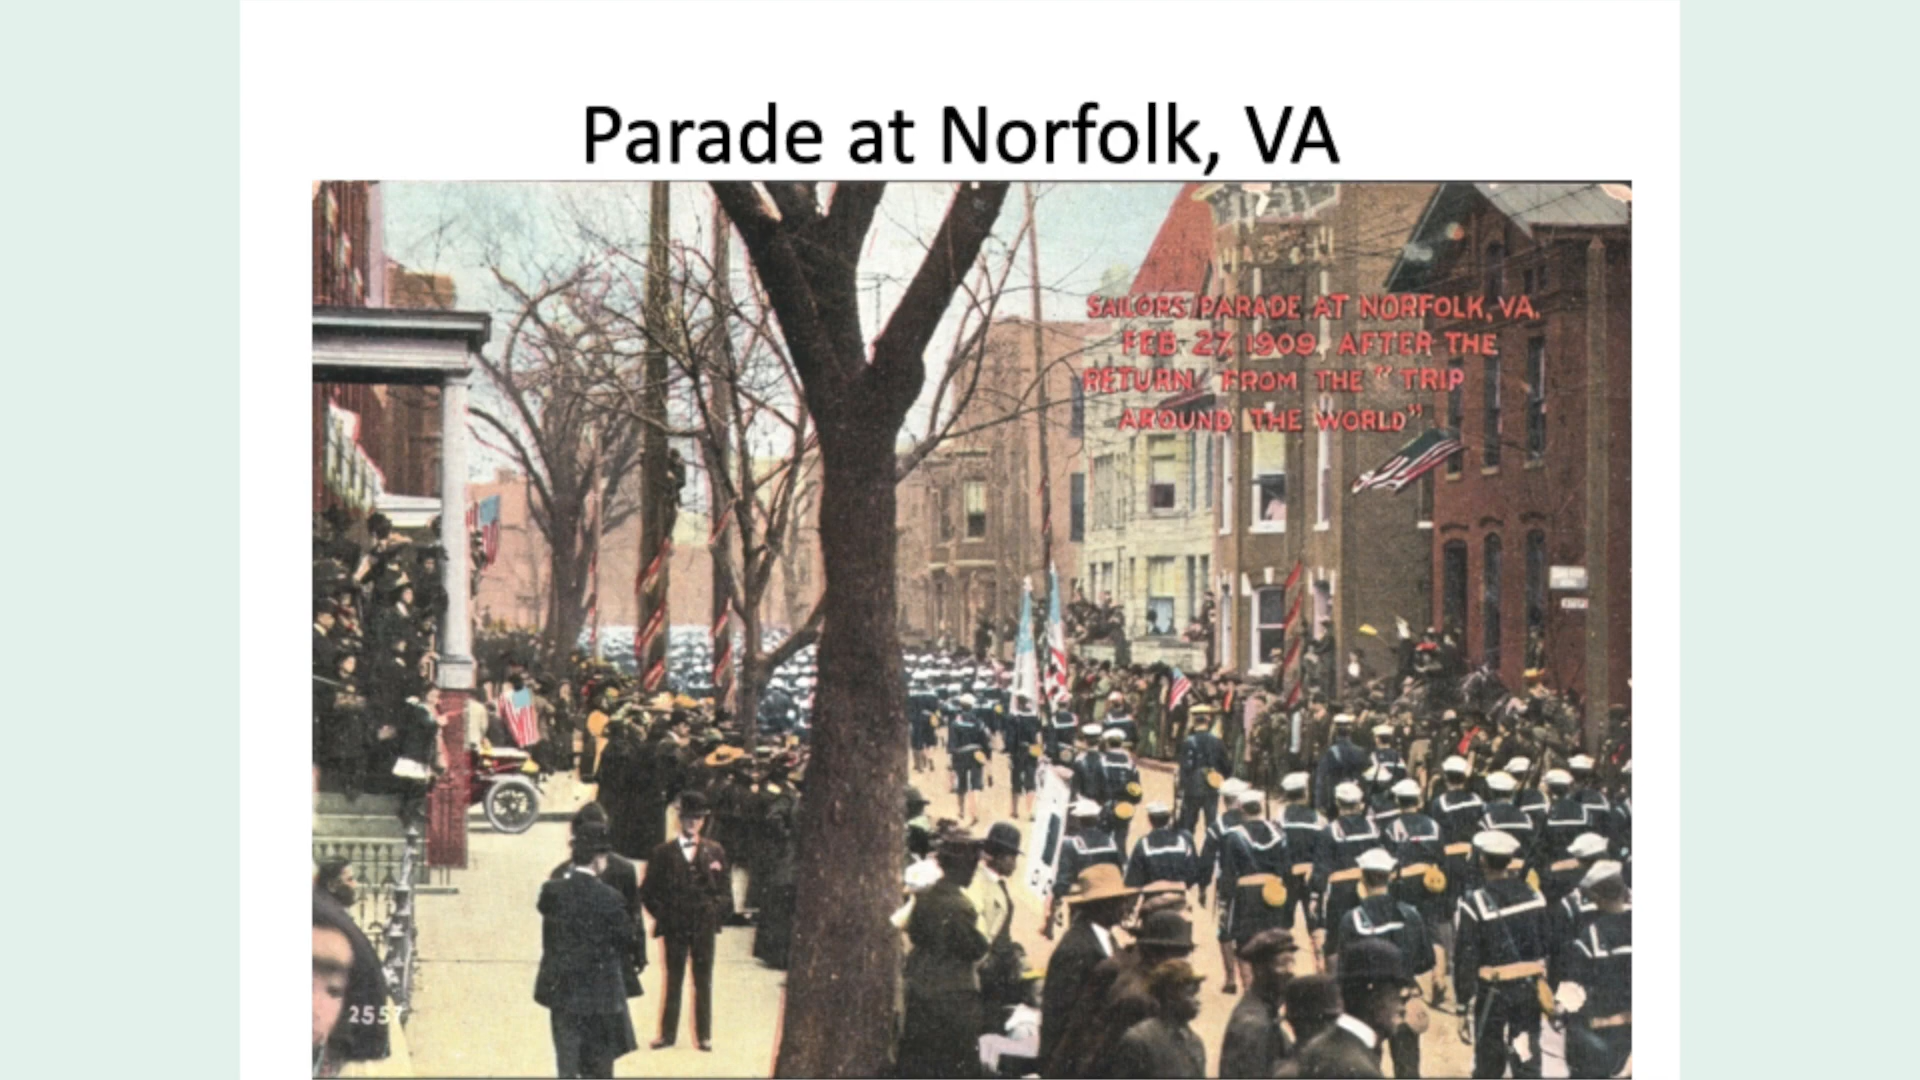 Parade at Norfolk, VA
SAILORS PARADE AT NORFOLK, VA.
FEB. 27, 1909, AFTER THE
RETURN FROM THE "TRIP
AROUND THE WORLD"
2557